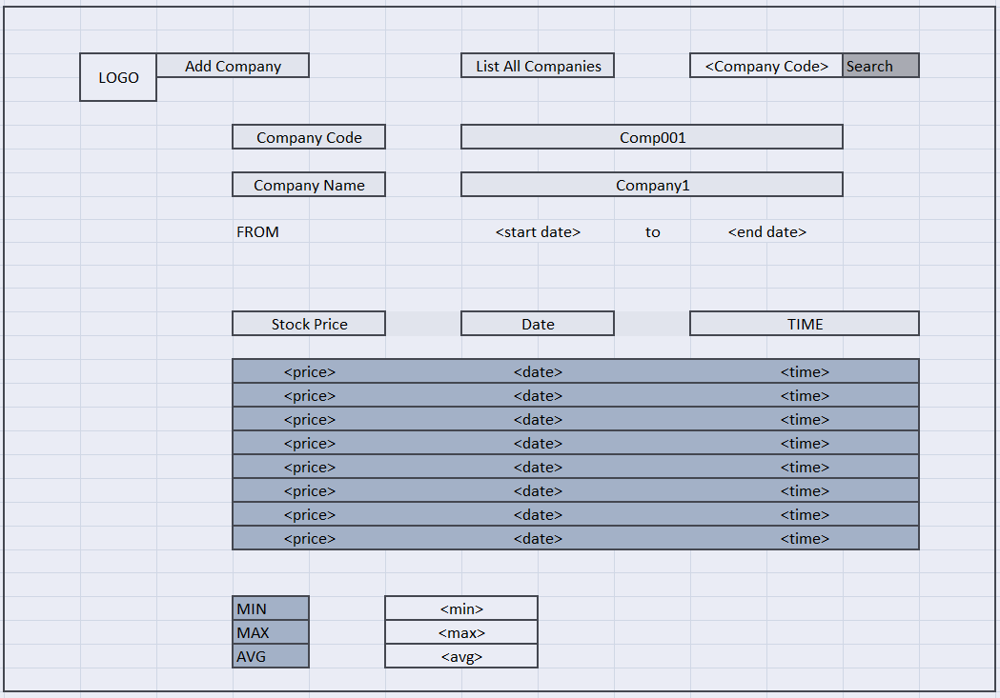 LOGO Add Company List All Companies <Company Code> Search
Company Code Comp001
Company Name Company1
FROM <start date> to <end date>
Stock Price Date TIME
<price> <date> <time>
<price> <date> <time>
<price> <date> <time>
<price> <date> <time>
<price> <date> <time>
<price> <date> <time>
<price> <date> <time>
<price> <date> <time>
MIN <min>
MAX <max>
AVG <avg>